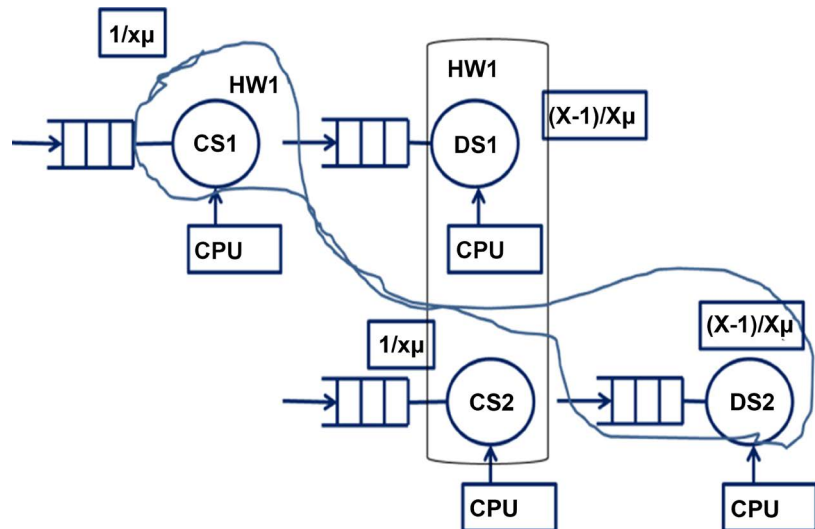 1/xµ
HW1
HW1
(X-1)/Xµ
CS1
DS1
CPU
CPU
(X-1)/Xµ
1/xµ
CS2
DS2
CPU
CPU